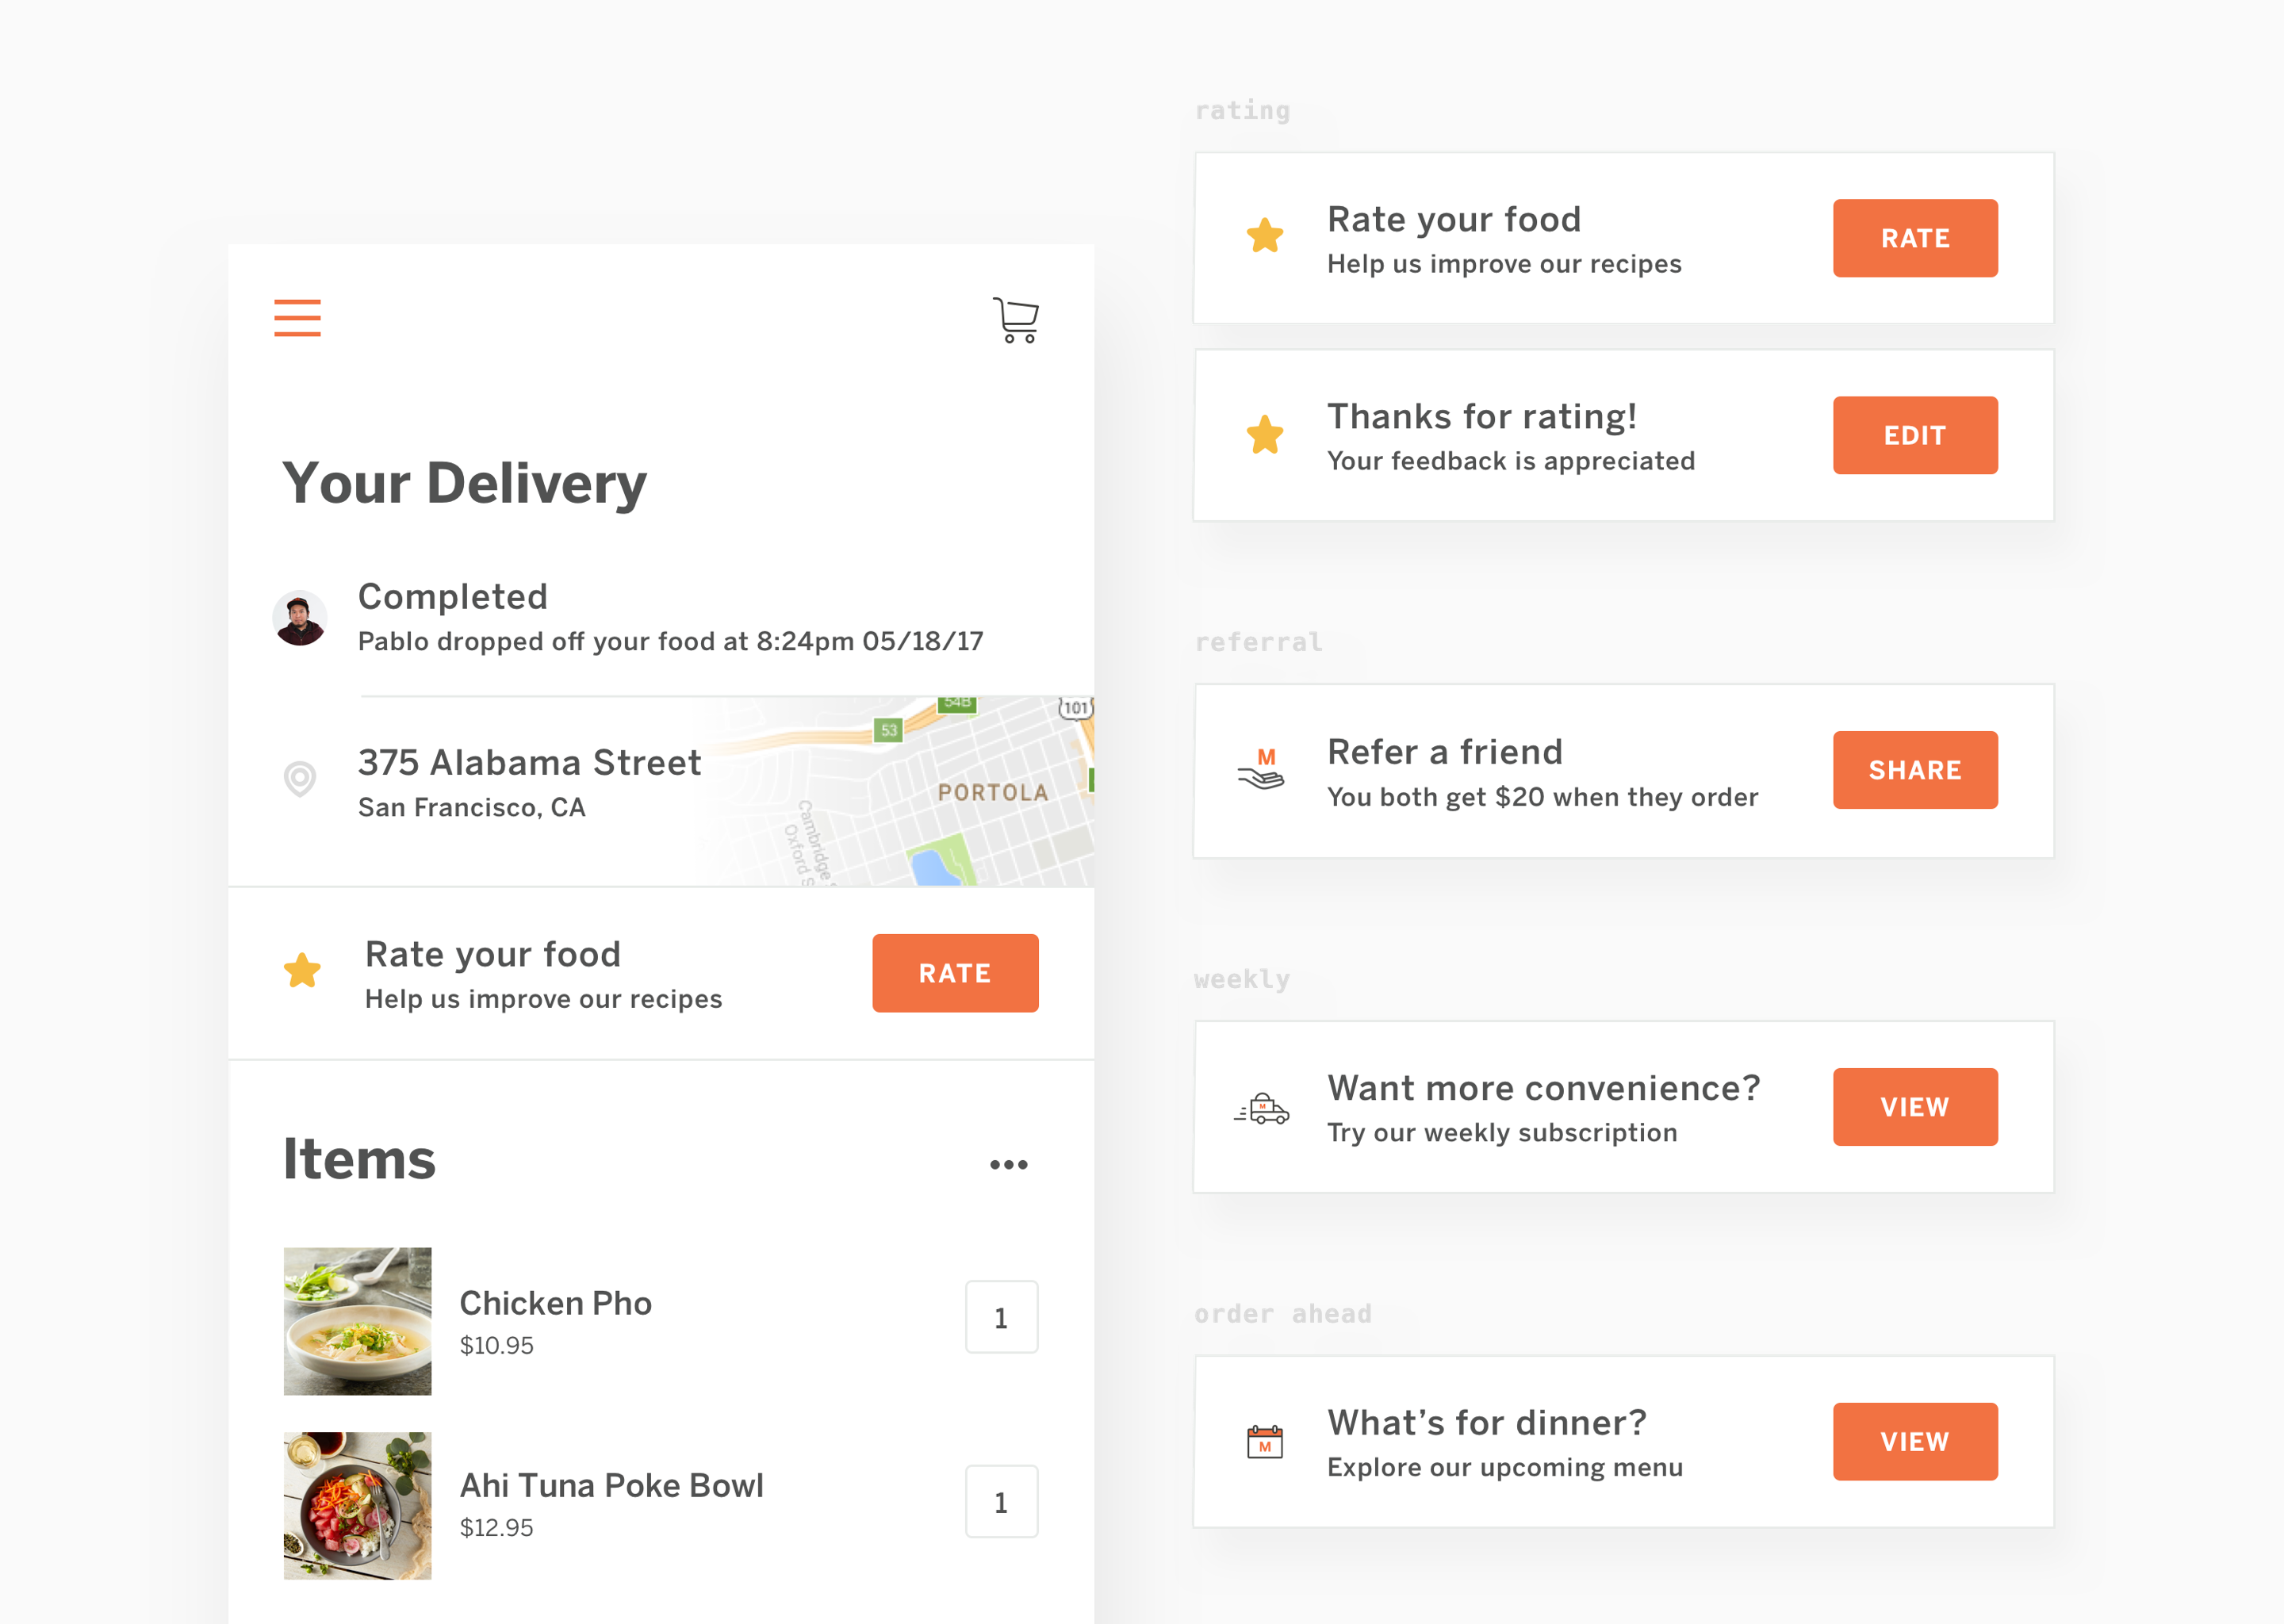 Your Delivery
Completed
Pablo dropped off your food at 8:24pm 05/18/17
375 Alabama Street
San Francisco, CA
53
54B
101
PORTOLA
Cambridge
Oxford
Rate your food
Help us improve our recipes
RATE
Items
Chicken Pho
$10.95
1
Ahi Tuna Poke Bowl
$12.95
1
rating
Rate your food
Help us improve our recipes
RATE
Thanks for rating!
Your feedback is appreciated
EDIT
referral
M
Refer a friend
You both get $20 when they order
SHARE
weekly
M
Want more convenience?
Try our weekly subscription
VIEW
order ahead
M
What’s for dinner?
Explore our upcoming menu
VIEW